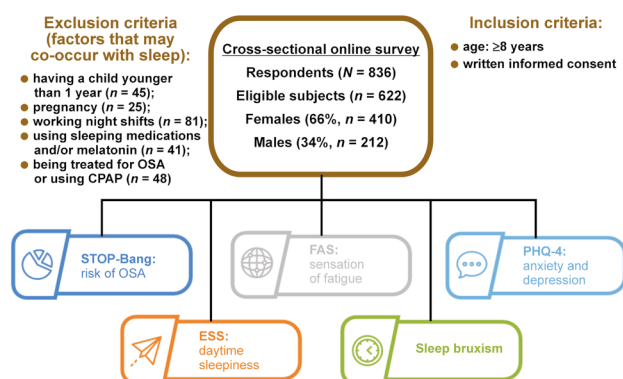 Exclusion criteria
(factors that may
co-occur with sleep):
having a child younger
than 1 year (n = 45);
pregnancy (n = 25);
working night shifts (n = 81);
using sleeping medications
and/or melatonin (n = 41);
being treated for OSA
or using CPAP (n = 48)
Cross-sectional online survey
Respondents (N = 836)
Eligible subjects (n = 622)
Females (66%, n = 410)
Males (34%, n = 212)
Inclusion criteria:
age: ≥8 years
written informed consent
STOP-Bang:
risk of OSA
FAS:
sensation
of fatigue
PHQ-4:
anxiety and
depression
ESS:
daytime
sleepiness
Sleep bruxism